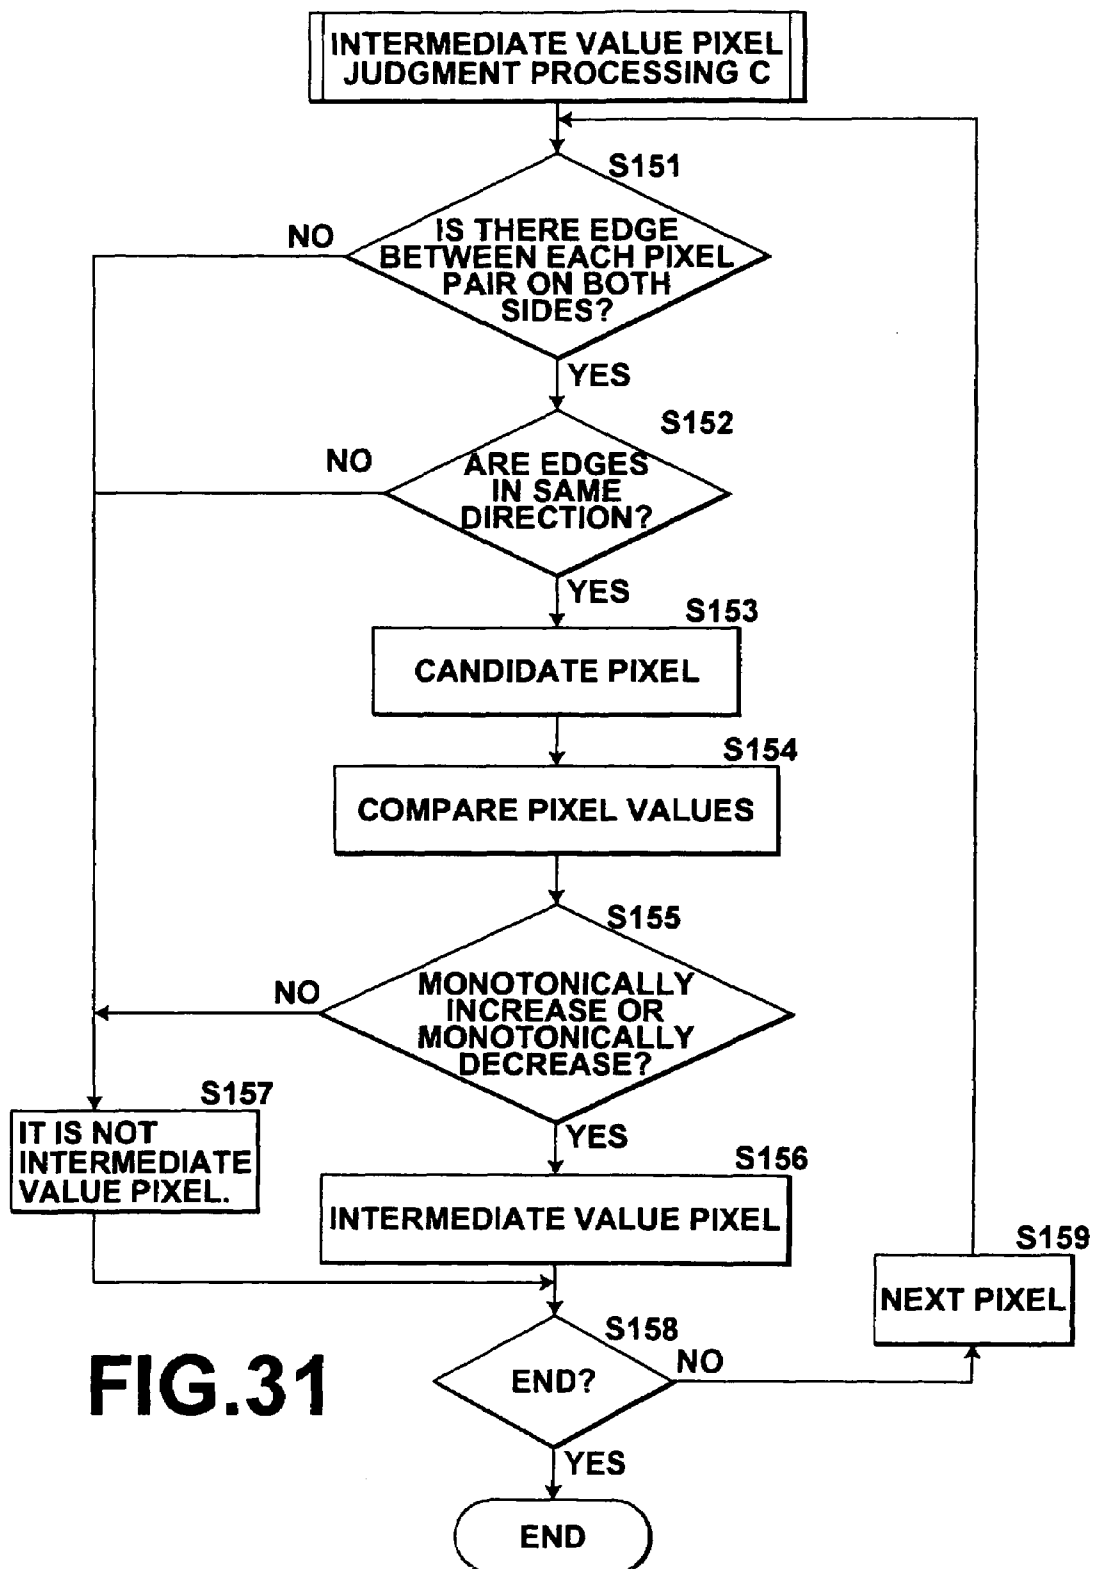 INTERMEDIATE VALUE PIXEL
JUDGMENT PROCESSING C
S151
NO
IS THERE EDGE
BETWEEN EACH PIXEL
PAIR ON BOTH
SIDES?
YES
S152
NO
ARE EDGES
IN SAME
DIRECTION?
YES
S153
CANDIDATE PIXEL
S154
COMPARE PIXEL VALUES
S155
NO
MONOTONICALLY
INCREASE OR
MONOTONICALLY
DECREASE?
S157
YES
IT IS NOT
INTERMEDIATE
VALUE PIXEL.
S156
INTERMEDIATE VALUE PIXEL
S159
NEXT PIXEL
S158
NO
END?
FIG.31
YES
END